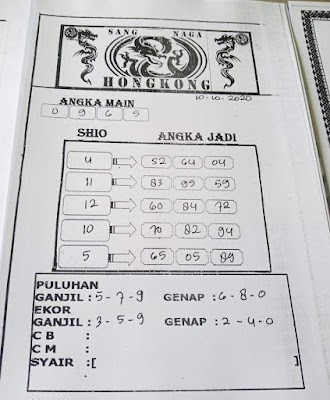 SANG NAGA
HONGKONG
ANGKA MAIN 10-10-2020
0 9 6 5
SHIO ANGKA JADI
4 52 64 04
11 83 95 59
12 60 84 72
10 70 82 94
5 65 05 89
PULUHAN
GANJIL : 5-7-9 GENAP : 6-8-0
EKOR
GANJIL : 3-5-9 GENAP : 2-4-0
C B :
C M :
SYAIR :[ ]